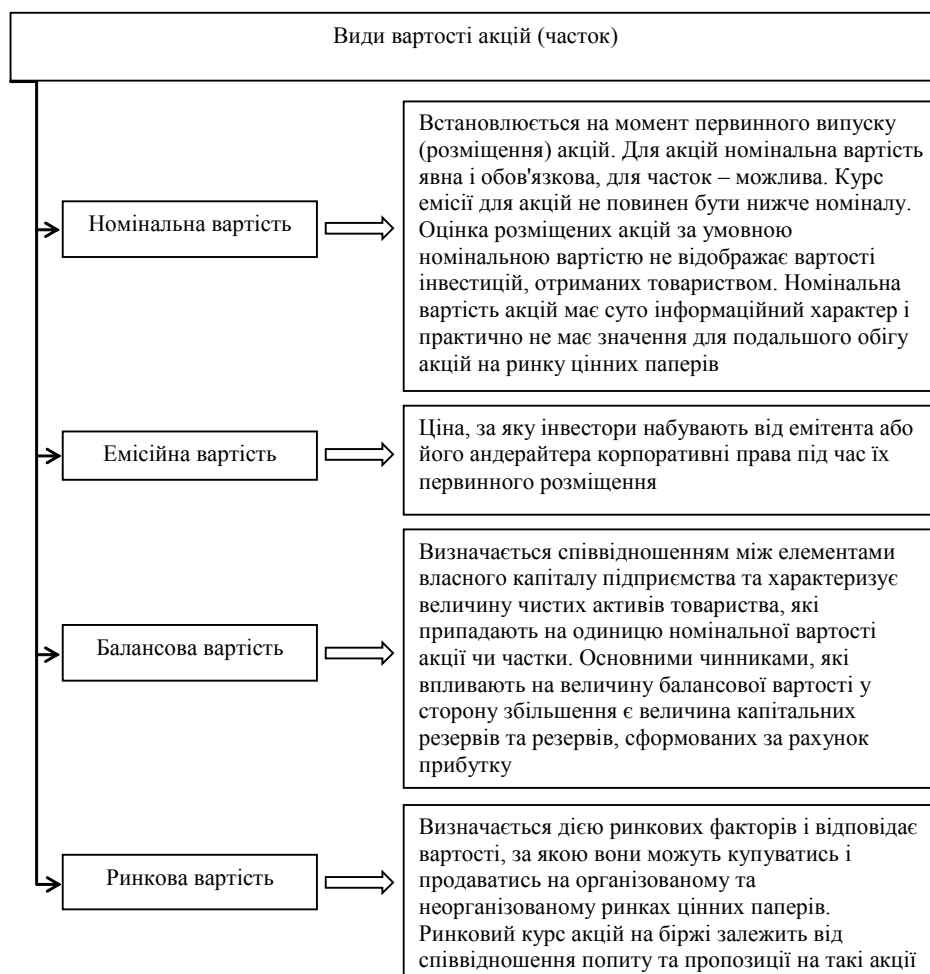 Види вартості акцій (часток)
Номінальна вартість
Встановлюється на момент первинного випуску
(розміщення) акцій. Для акцій номінальна вартість
явна і обов'язкова, для часток – можлива. Курс
емісії для акцій не повинен бути нижче номіналу.
Оцінка розміщених акцій за умовною
номінальною вартістю не відображає вартості
інвестицій, отриманих товариством. Номінальна
вартість акцій має суто інформаційний характер і
практично не має значення для подальшого обігу
акцій на ринку цінних паперів
Емісійна вартість
Ціна, за яку інвестори набувають від емітента або
його андерайтера корпоративні права під час їх
первинного розміщення
Балансова вартість
Визначається співвідношенням між елементами
власного капіталу підприємства та характеризує
величину чистих активів товариства, які
припадають на одиницю номінальної вартості
акції чи частки. Основними чинниками, які
впливають на величину балансової вартості у
сторону збільшення є величина капітальних
резервів та резервів, сформованих за рахунок
прибутку
Ринкова вартість
Визначається дією ринкових факторів і відповідає
вартості, за якою вони можуть купуватись і
продаватись на організованому та
неорганізованому ринках цінних паперів.
Ринковий курс акцій на біржі залежить від
співвідношення попиту та пропозиції на такі акції